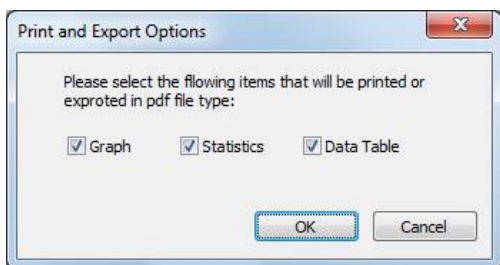 Print and Export Options
Please select the fllowing items that will be printed or
exproted in pdf file type:
Graph Statistics Data Table
OK Cancel